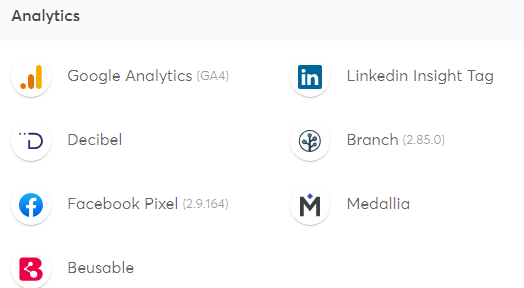 Analytics
Google Analytics (GA4)
Linkedin Insight Tag
Decibel
Branch (2.85.0)
Facebook Pixel (2.9.164)
Medallia
Beusable